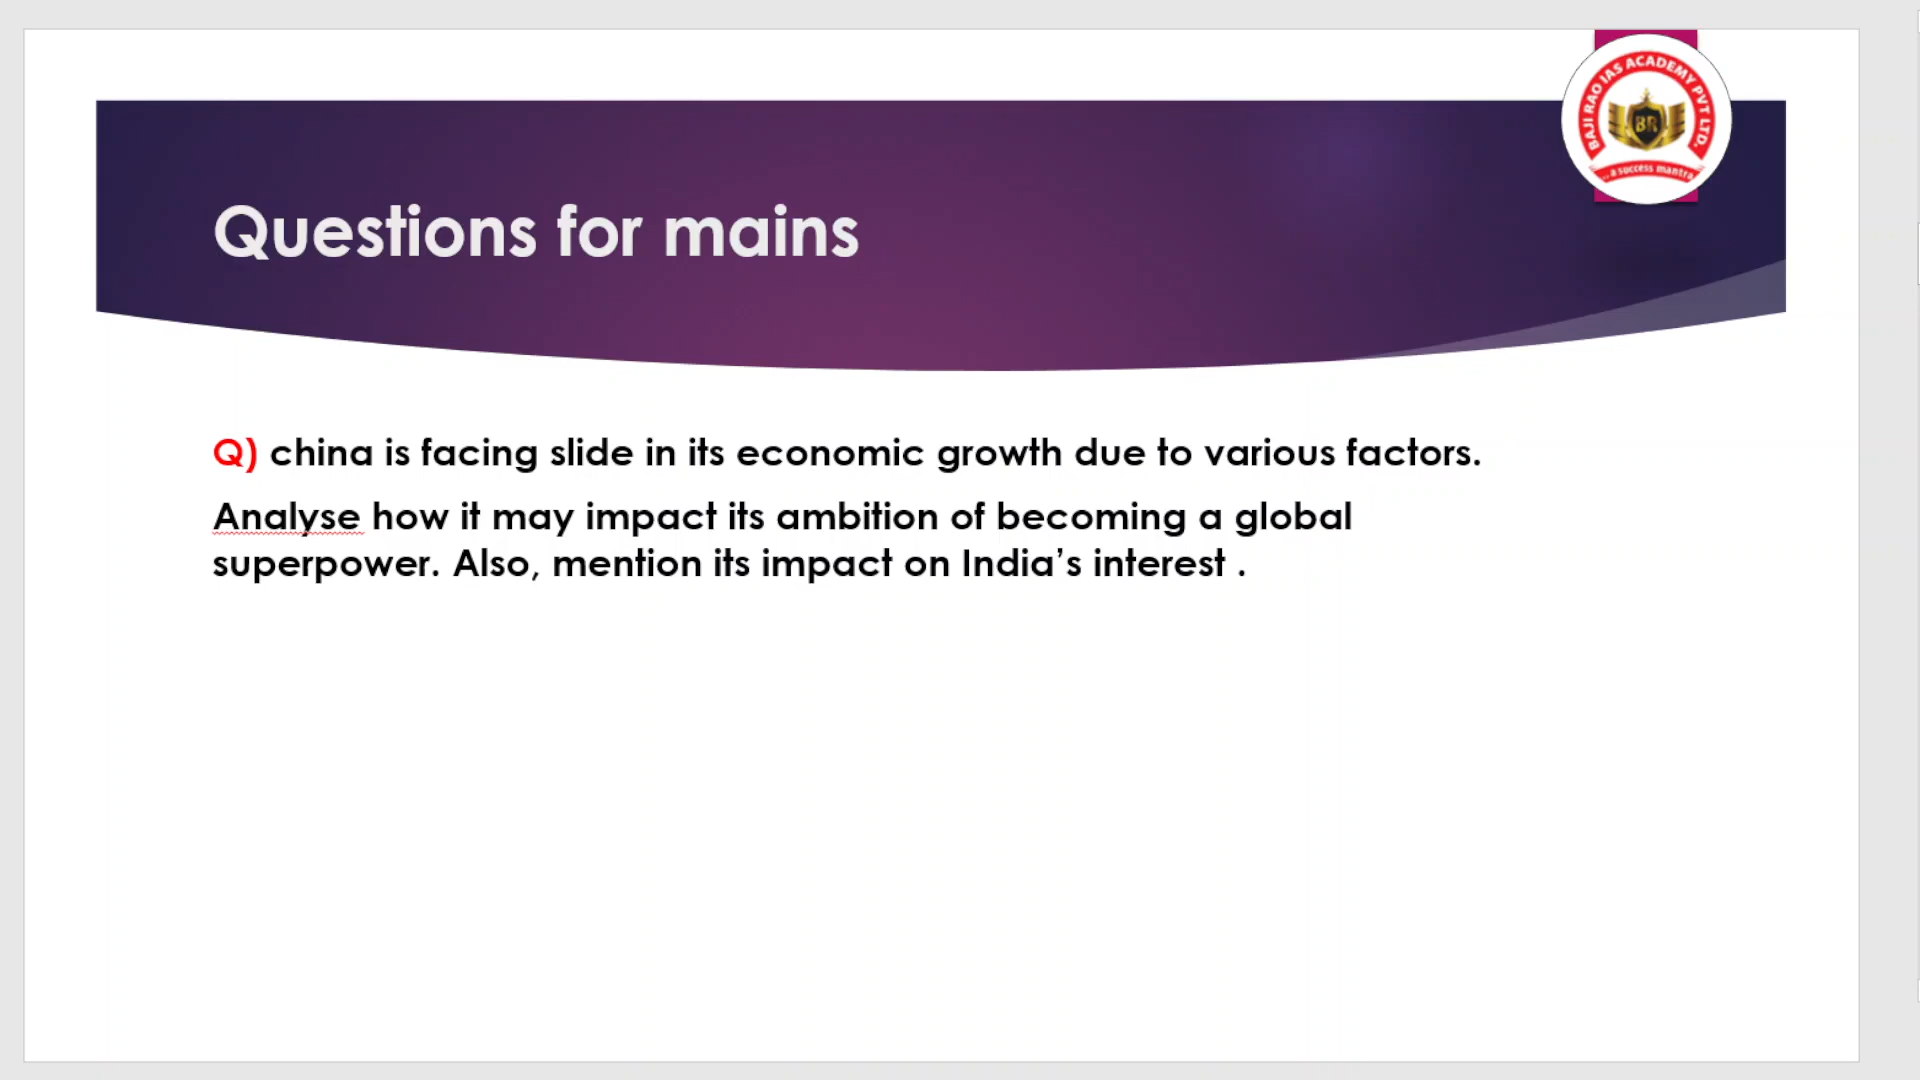 BAJI RAO IAS ACADEMY PVT LTD.
BR
...a success mantra
Questions for mains
Q) china is facing slide in its economic growth due to various factors.
Analyse how it may impact its ambition of becoming a global
superpower. Also, mention its impact on India’s interest .